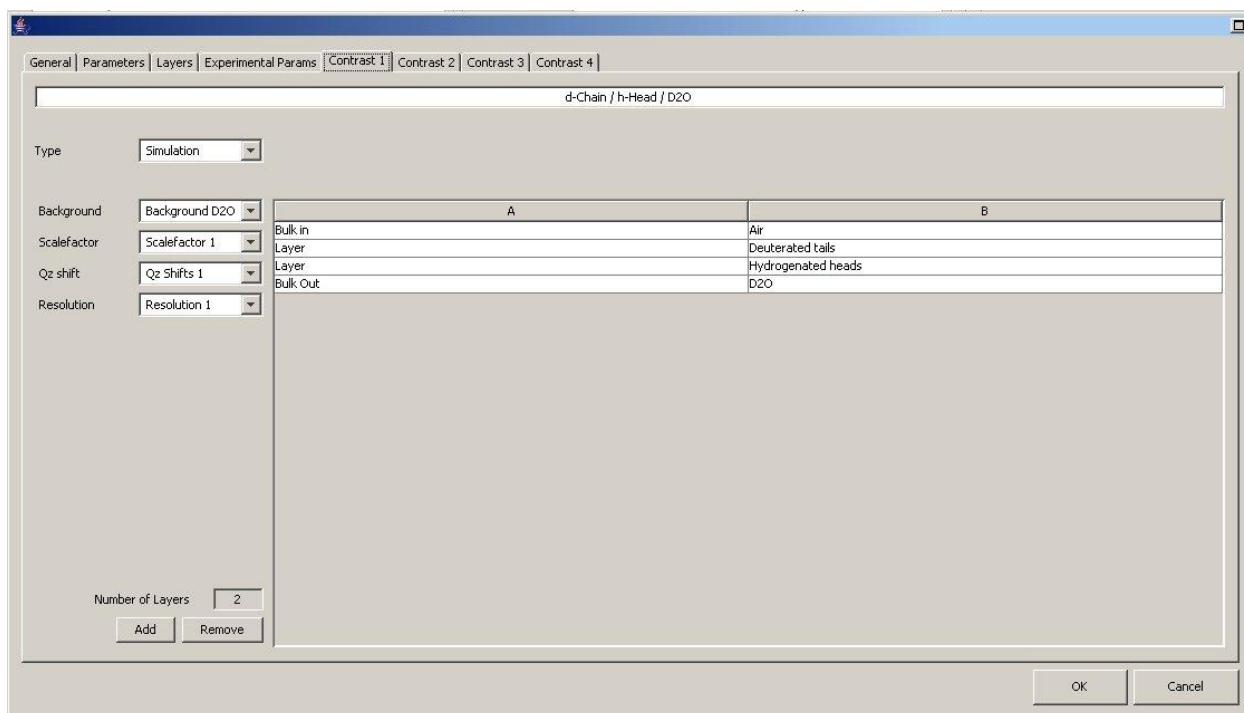 General Parameters Layers Experimental Params Contrast 1 Contrast 2 Contrast 3 Contrast 4
d-Chain / h-Head / D2O
Type Simulation
Background Background D2O
Scalefactor Scalefactor 1
Qz shift Qz Shifts 1
Resolution Resolution 1
A B
Bulk in Air
Layer Deuterated tails
Layer Hydrogenated heads
Bulk Out D2O
Number of Layers 2
Add Remove
OK Cancel